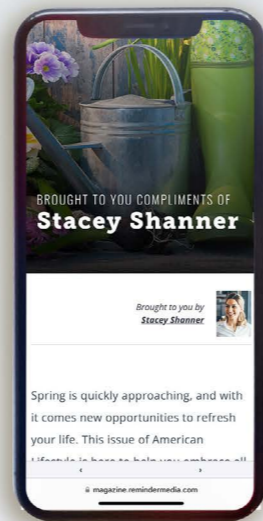 BROUGHT TO YOU COMPLIMENTS OF
Stacey Shanner
Brought to you by
Stacey Shanner
Spring is quickly approaching, and with
it comes new opportunities to refresh
your life. This issue of American
Lifestyle is here to help you embrace all
magazine.remindermedia.com